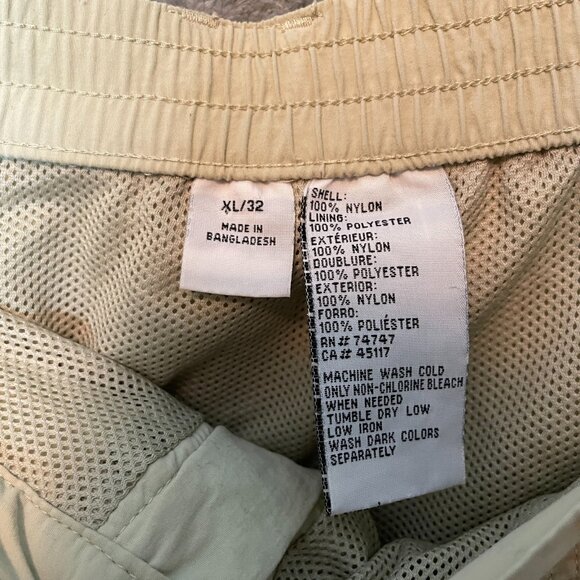 XL/32
MADE IN
BANGLADESH
SHELL:
100% NYLON
LINING:
100% POLYESTER
EXTÉRIEUR:
100% NYLON
DOUBLURE:
100% POLYESTER
EXTERIOR:
100% NYLON
FORRO:
100% POLIÉSTER
RN# 74747
CA# 45117
MACHINE WASH COLD
ONLY NON-CHLORINE BLEACH
WHEN NEEDED
TUMBLE DRY LOW
LOW IRON
WASH DARK COLORS
SEPARATELY